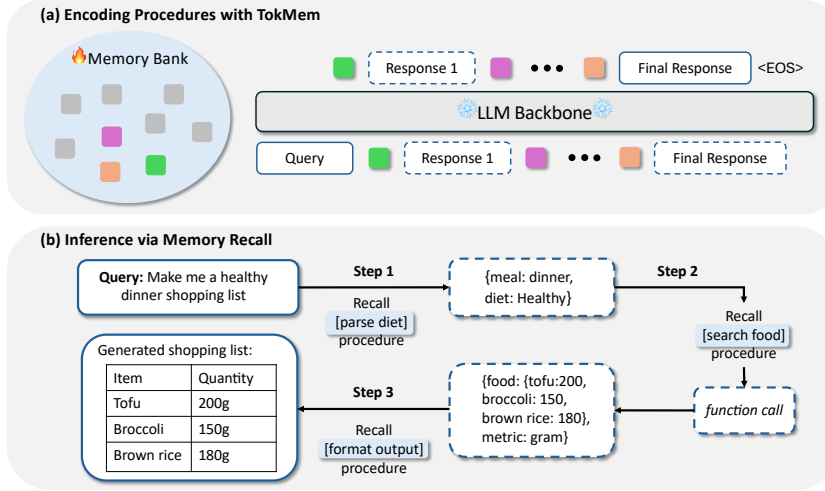 (a) Encoding Procedures with TokMem
Memory Bank
Response 1
Final Response
<EOS>
LLM Backbone
Query
Response 1
Final Response
(b) Inference via Memory Recall
Query: Make me a healthy
dinner shopping list
Step 1
Recall
[parse diet]
procedure
{meal: dinner,
diet: Healthy}
Step 2
Recall
[search food]
procedure
function call
{food: {tofu:200,
broccoli: 150,
brown rice: 180},
metric: gram}
Step 3
Recall
[format output]
procedure
Generated shopping list:
Item Quantity
Tofu 200g
Broccoli 150g
Brown rice 180g